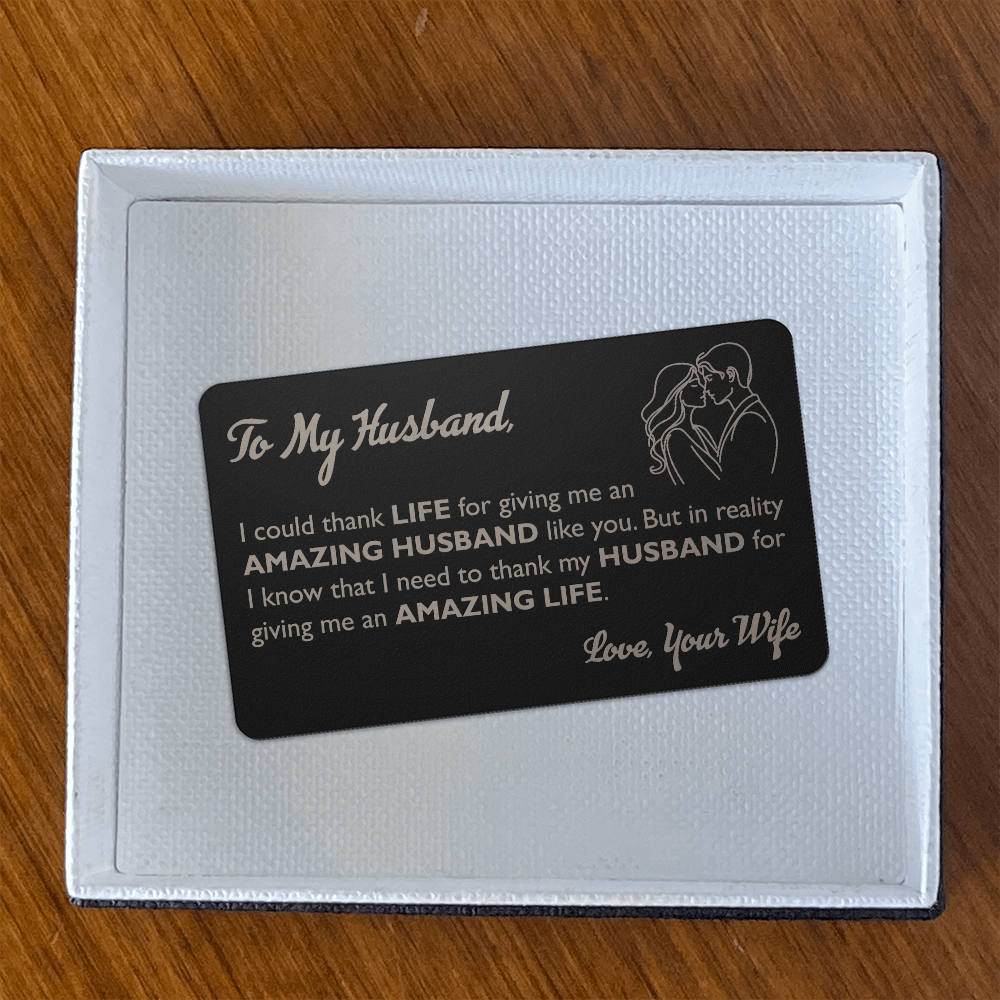 To My Husband,
I could thank LIFE for giving me an
AMAZING HUSBAND like you. But in reality
I know that I need to thank my HUSBAND for
giving me an AMAZING LIFE.
Love, Your Wife